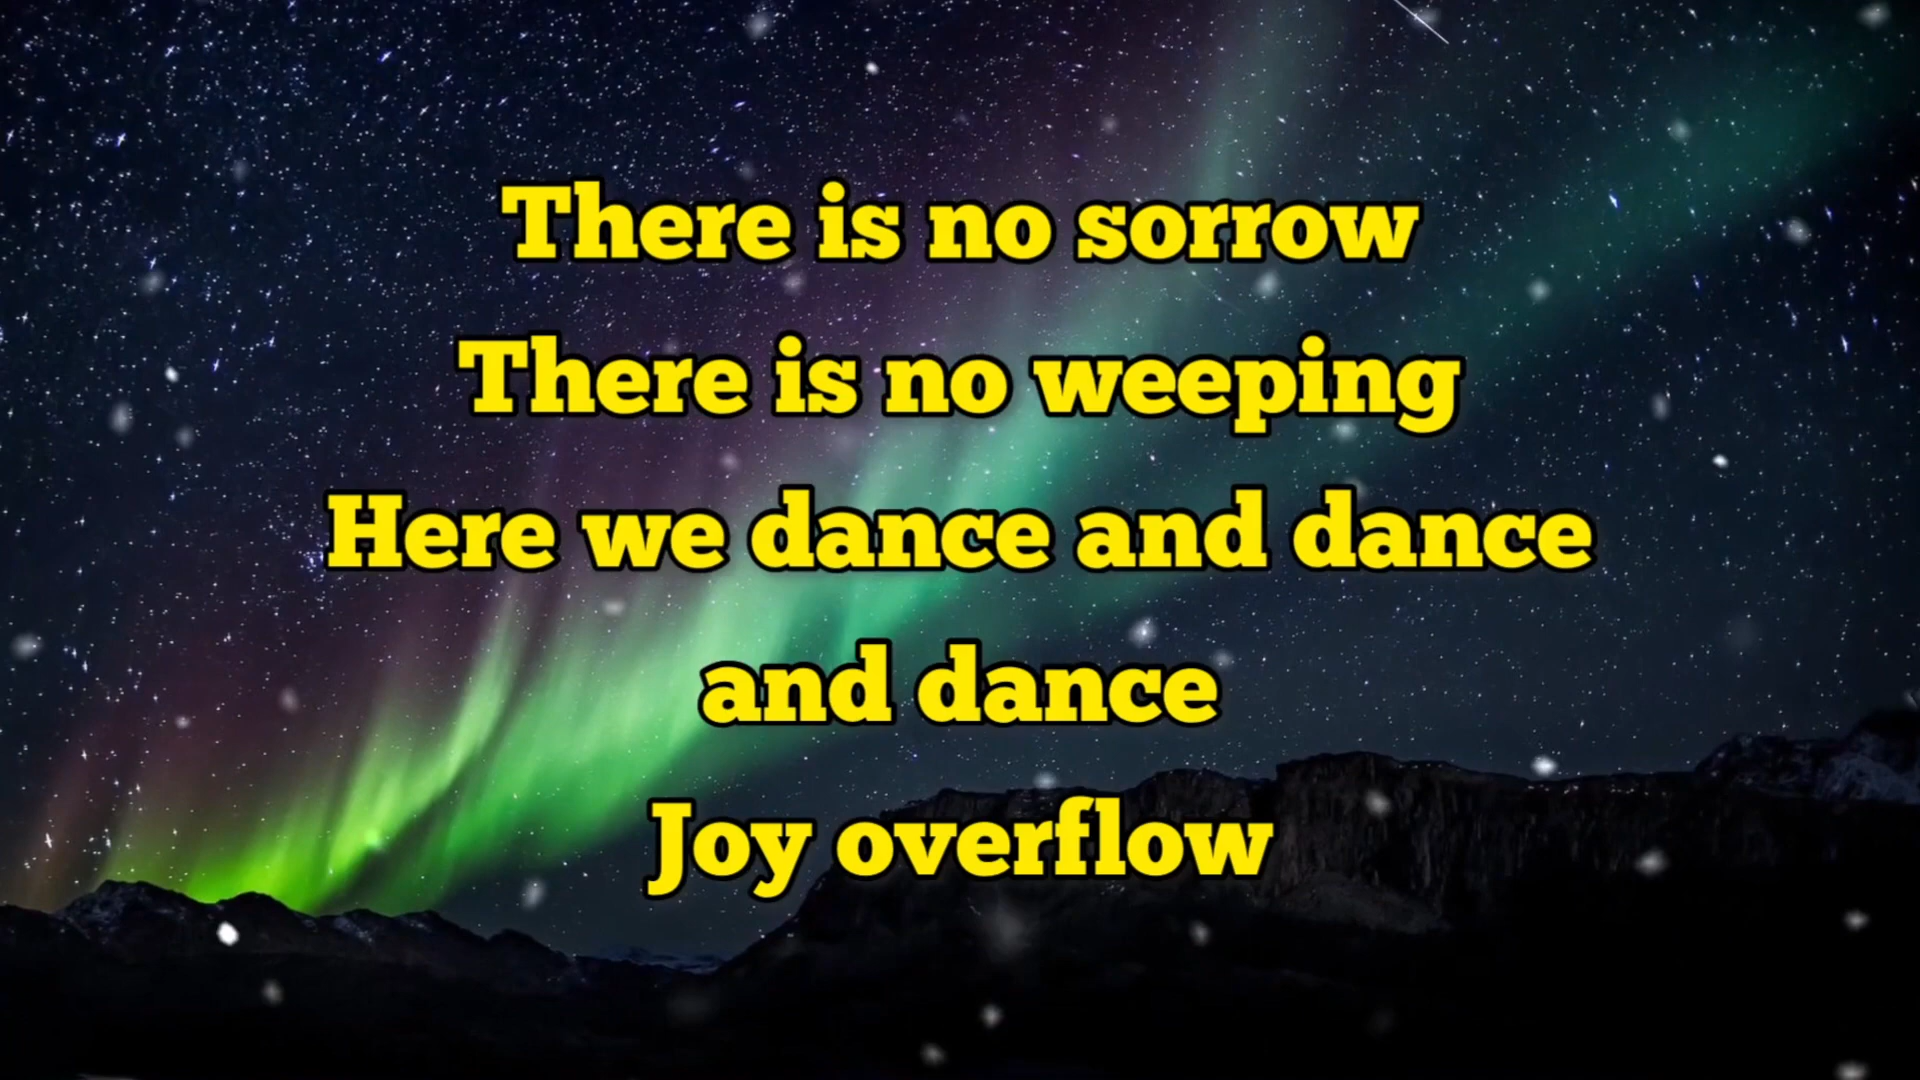 There is no sorrow
There is no weeping
Here we dance and dance
and dance
Joy overflow